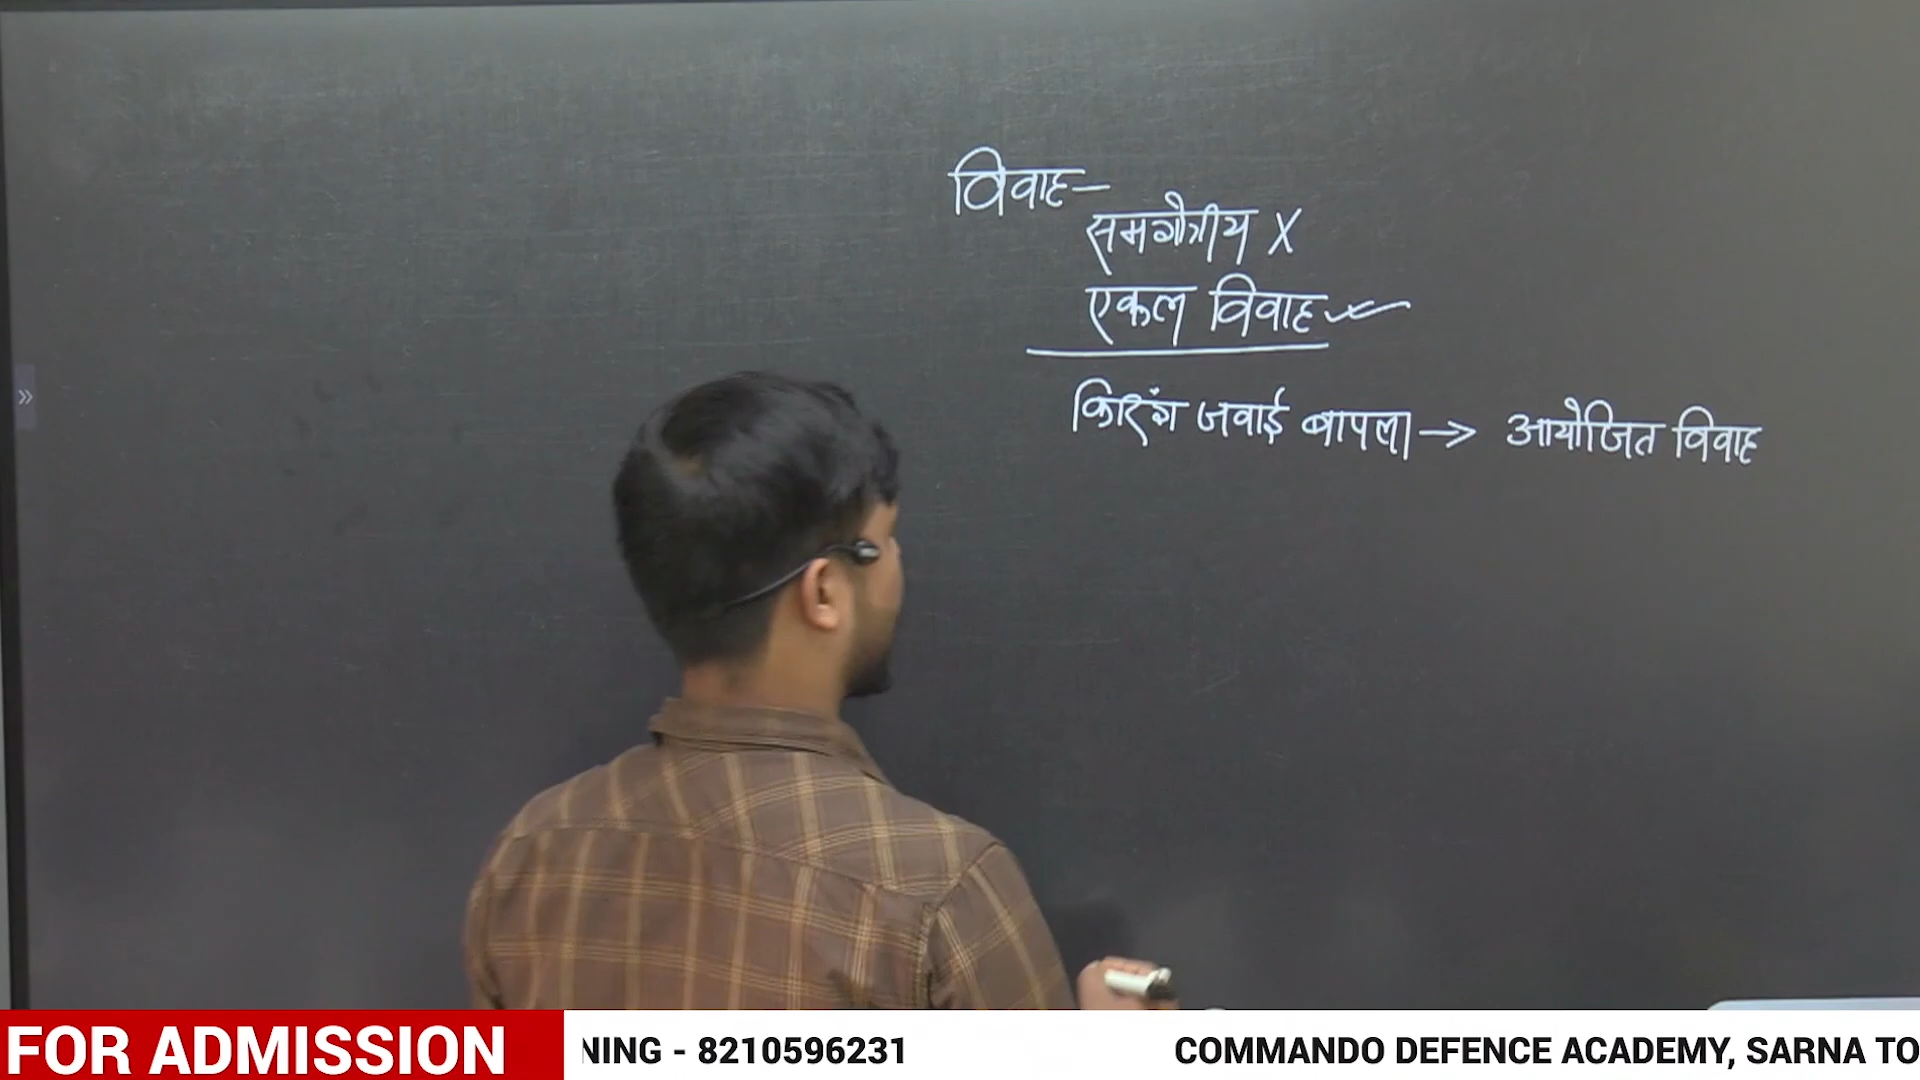 विवाह-
समगोत्रीय X
एकल विवाह ✓
किरिंग जवाई बापला → आयोजित विवाह
»
FOR ADMISSION
NING - 8210596231
COMMANDO DEFENCE ACADEMY, SARNA TO